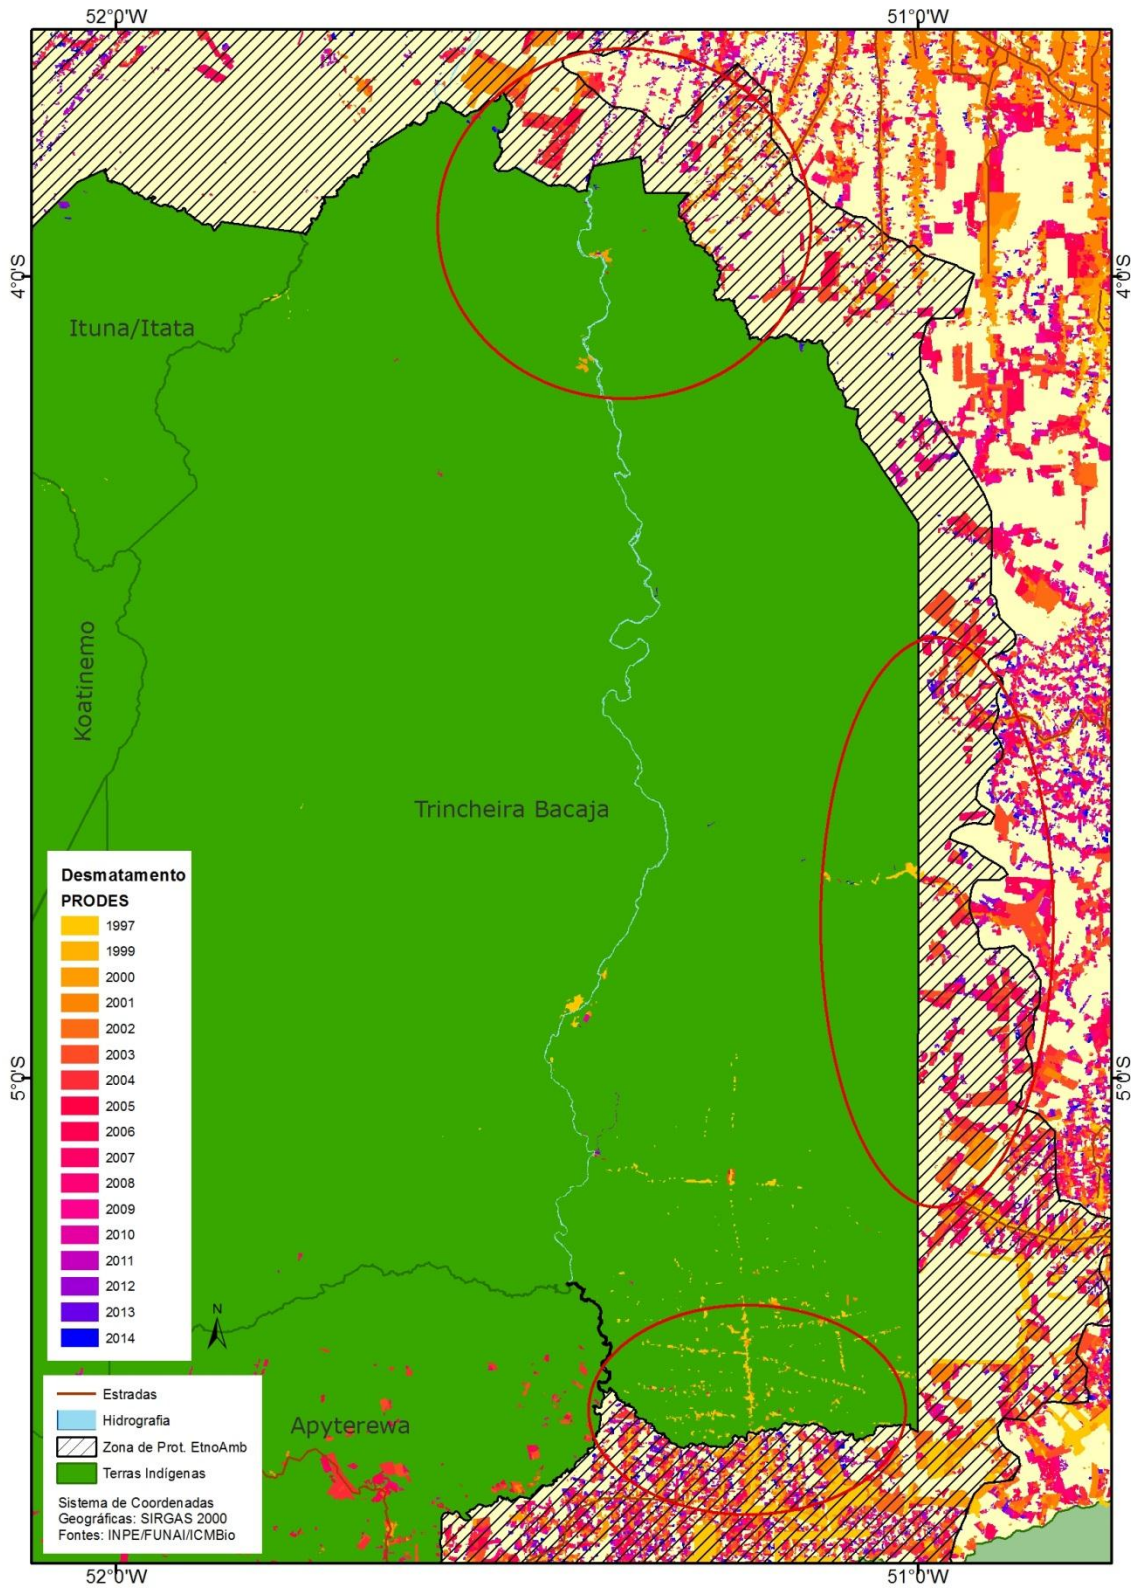 52°0'W
51°0'W
4°0'S
4°0'S
Ituna/Itata
Koatinemo
Trincheira Bacaja
Desmatamento
PRODES
1997
1999
2000
2001
2002
2003
2004
2005
2006
2007
2008
2009
2010
2011
2012
2013
2014
5°0'S
5°0'S
N
Apyterewa
Estradas
Hidrografia
Zona de Prot. EtnoAmb
Terras Indígenas
Sistema de Coordenadas
Geográficas: SIRGAS 2000
Fontes: INPE/FUNAI/ICMBio
52°0'W
51°0'W